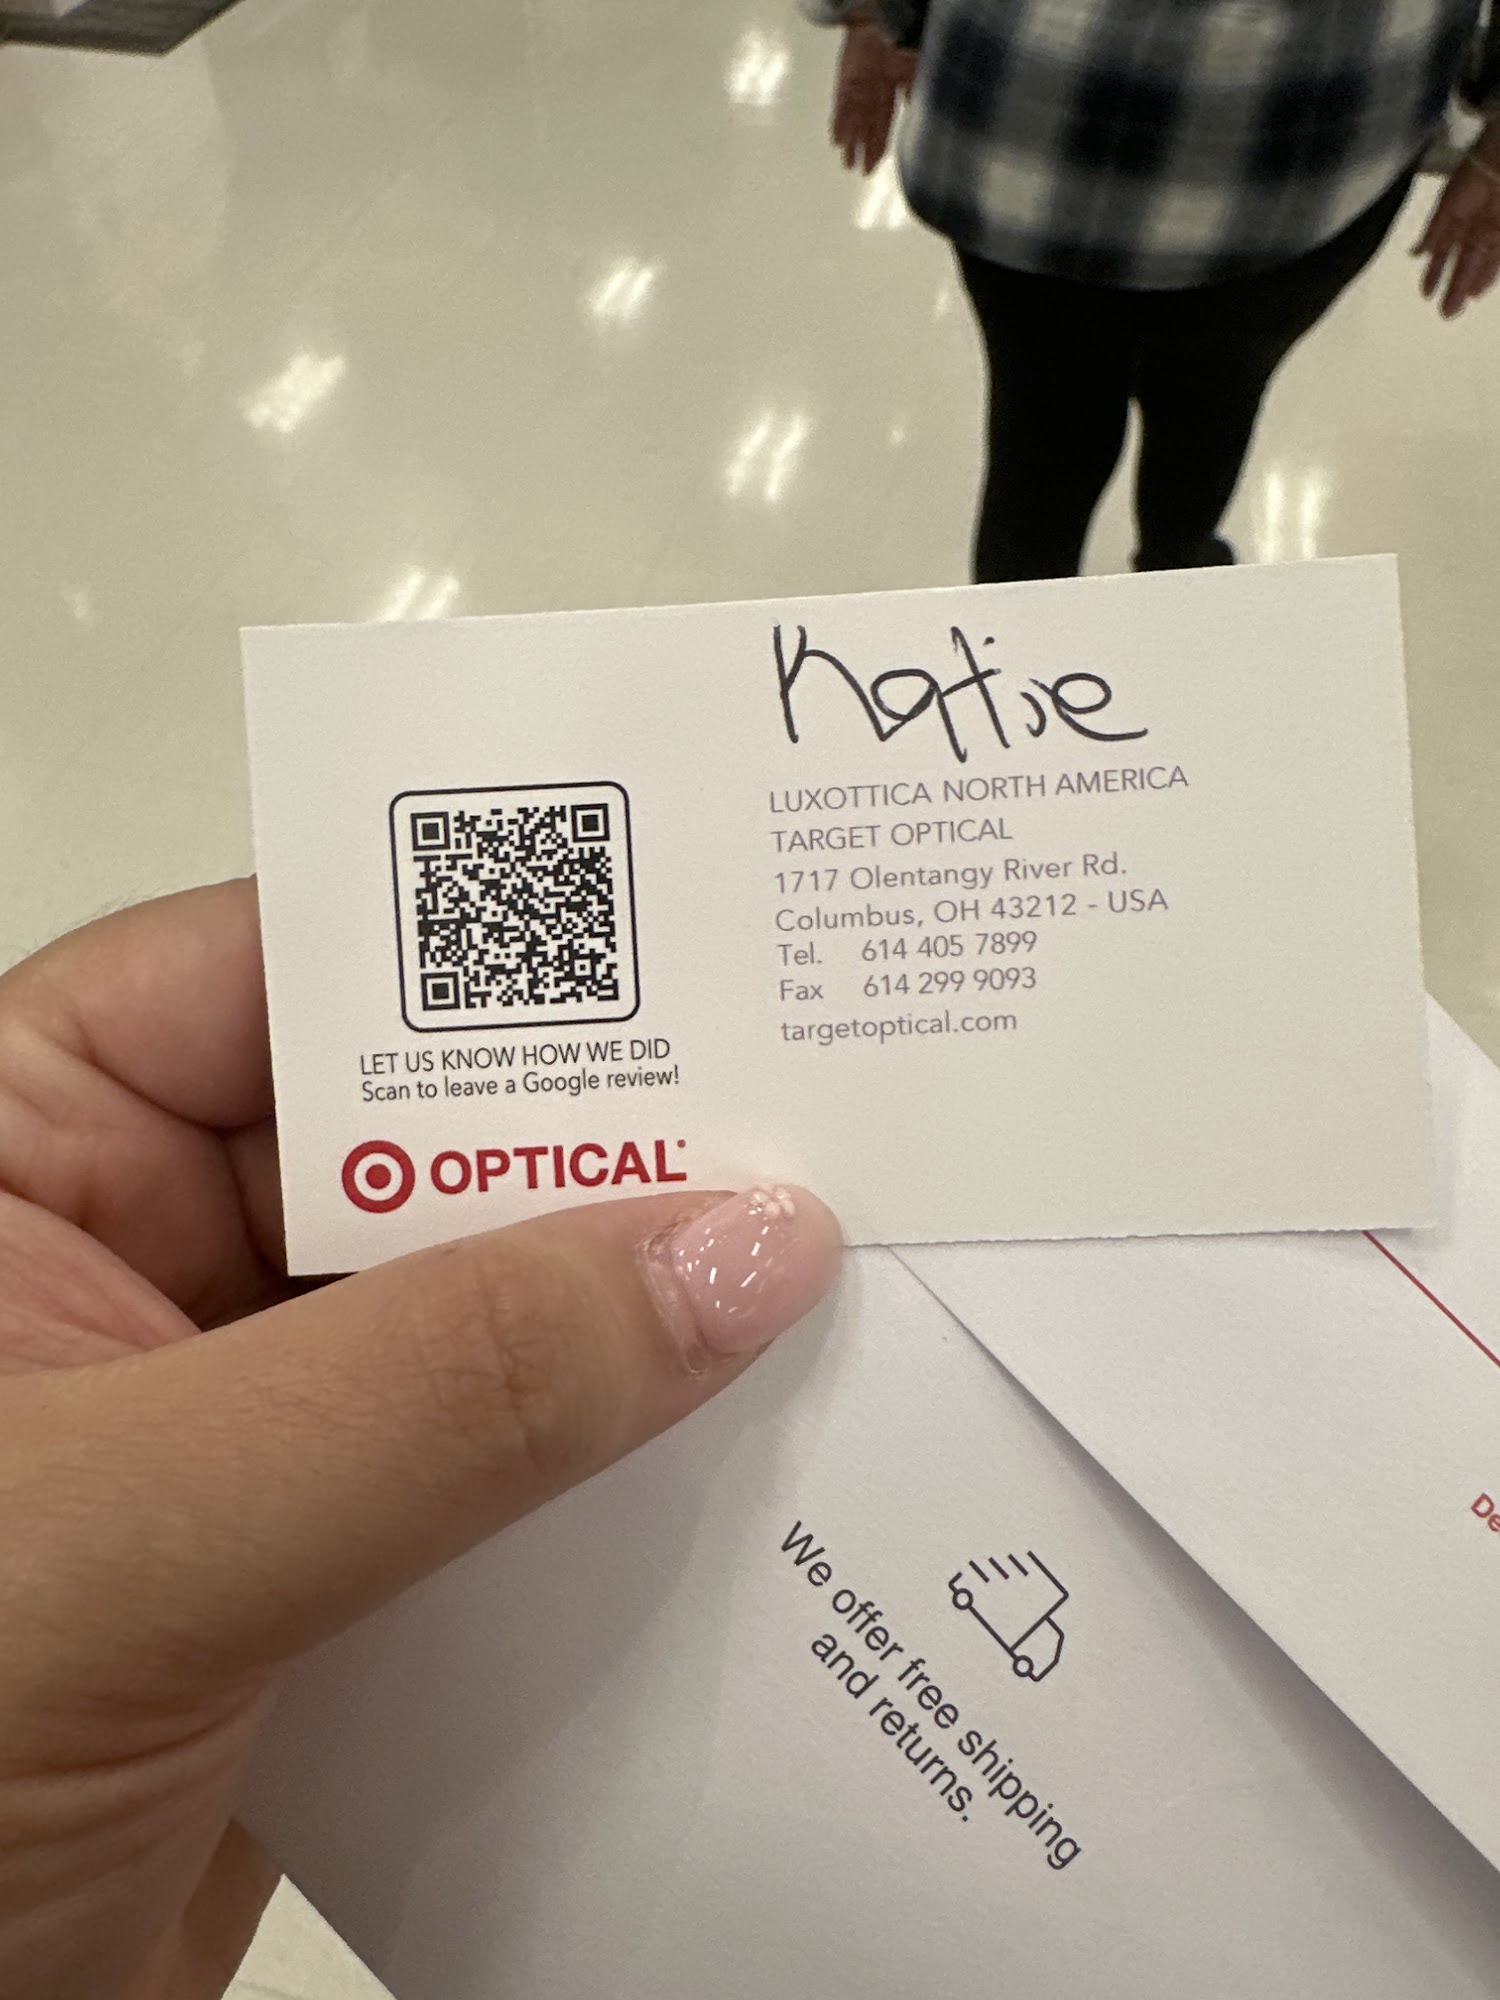 Katie
LUXOTTICA NORTH AMERICA
TARGET OPTICAL
1717 Olentangy River Rd.
Columbus, OH 43212 - USA
Tel. 614 405 7899
Fax 614 299 9093
targetoptical.com
LET US KNOW HOW WE DID
Scan to leave a Google review!
OPTICAL
We offer free shipping
and returns.